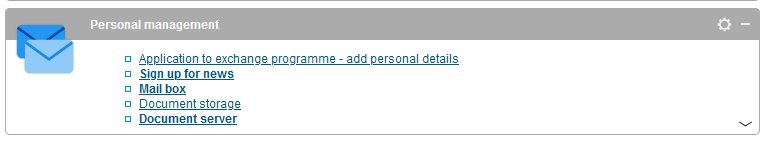 Personal management
Application to exchange programme - add personal details
Sign up for news
Mail box
Document storage
Document server